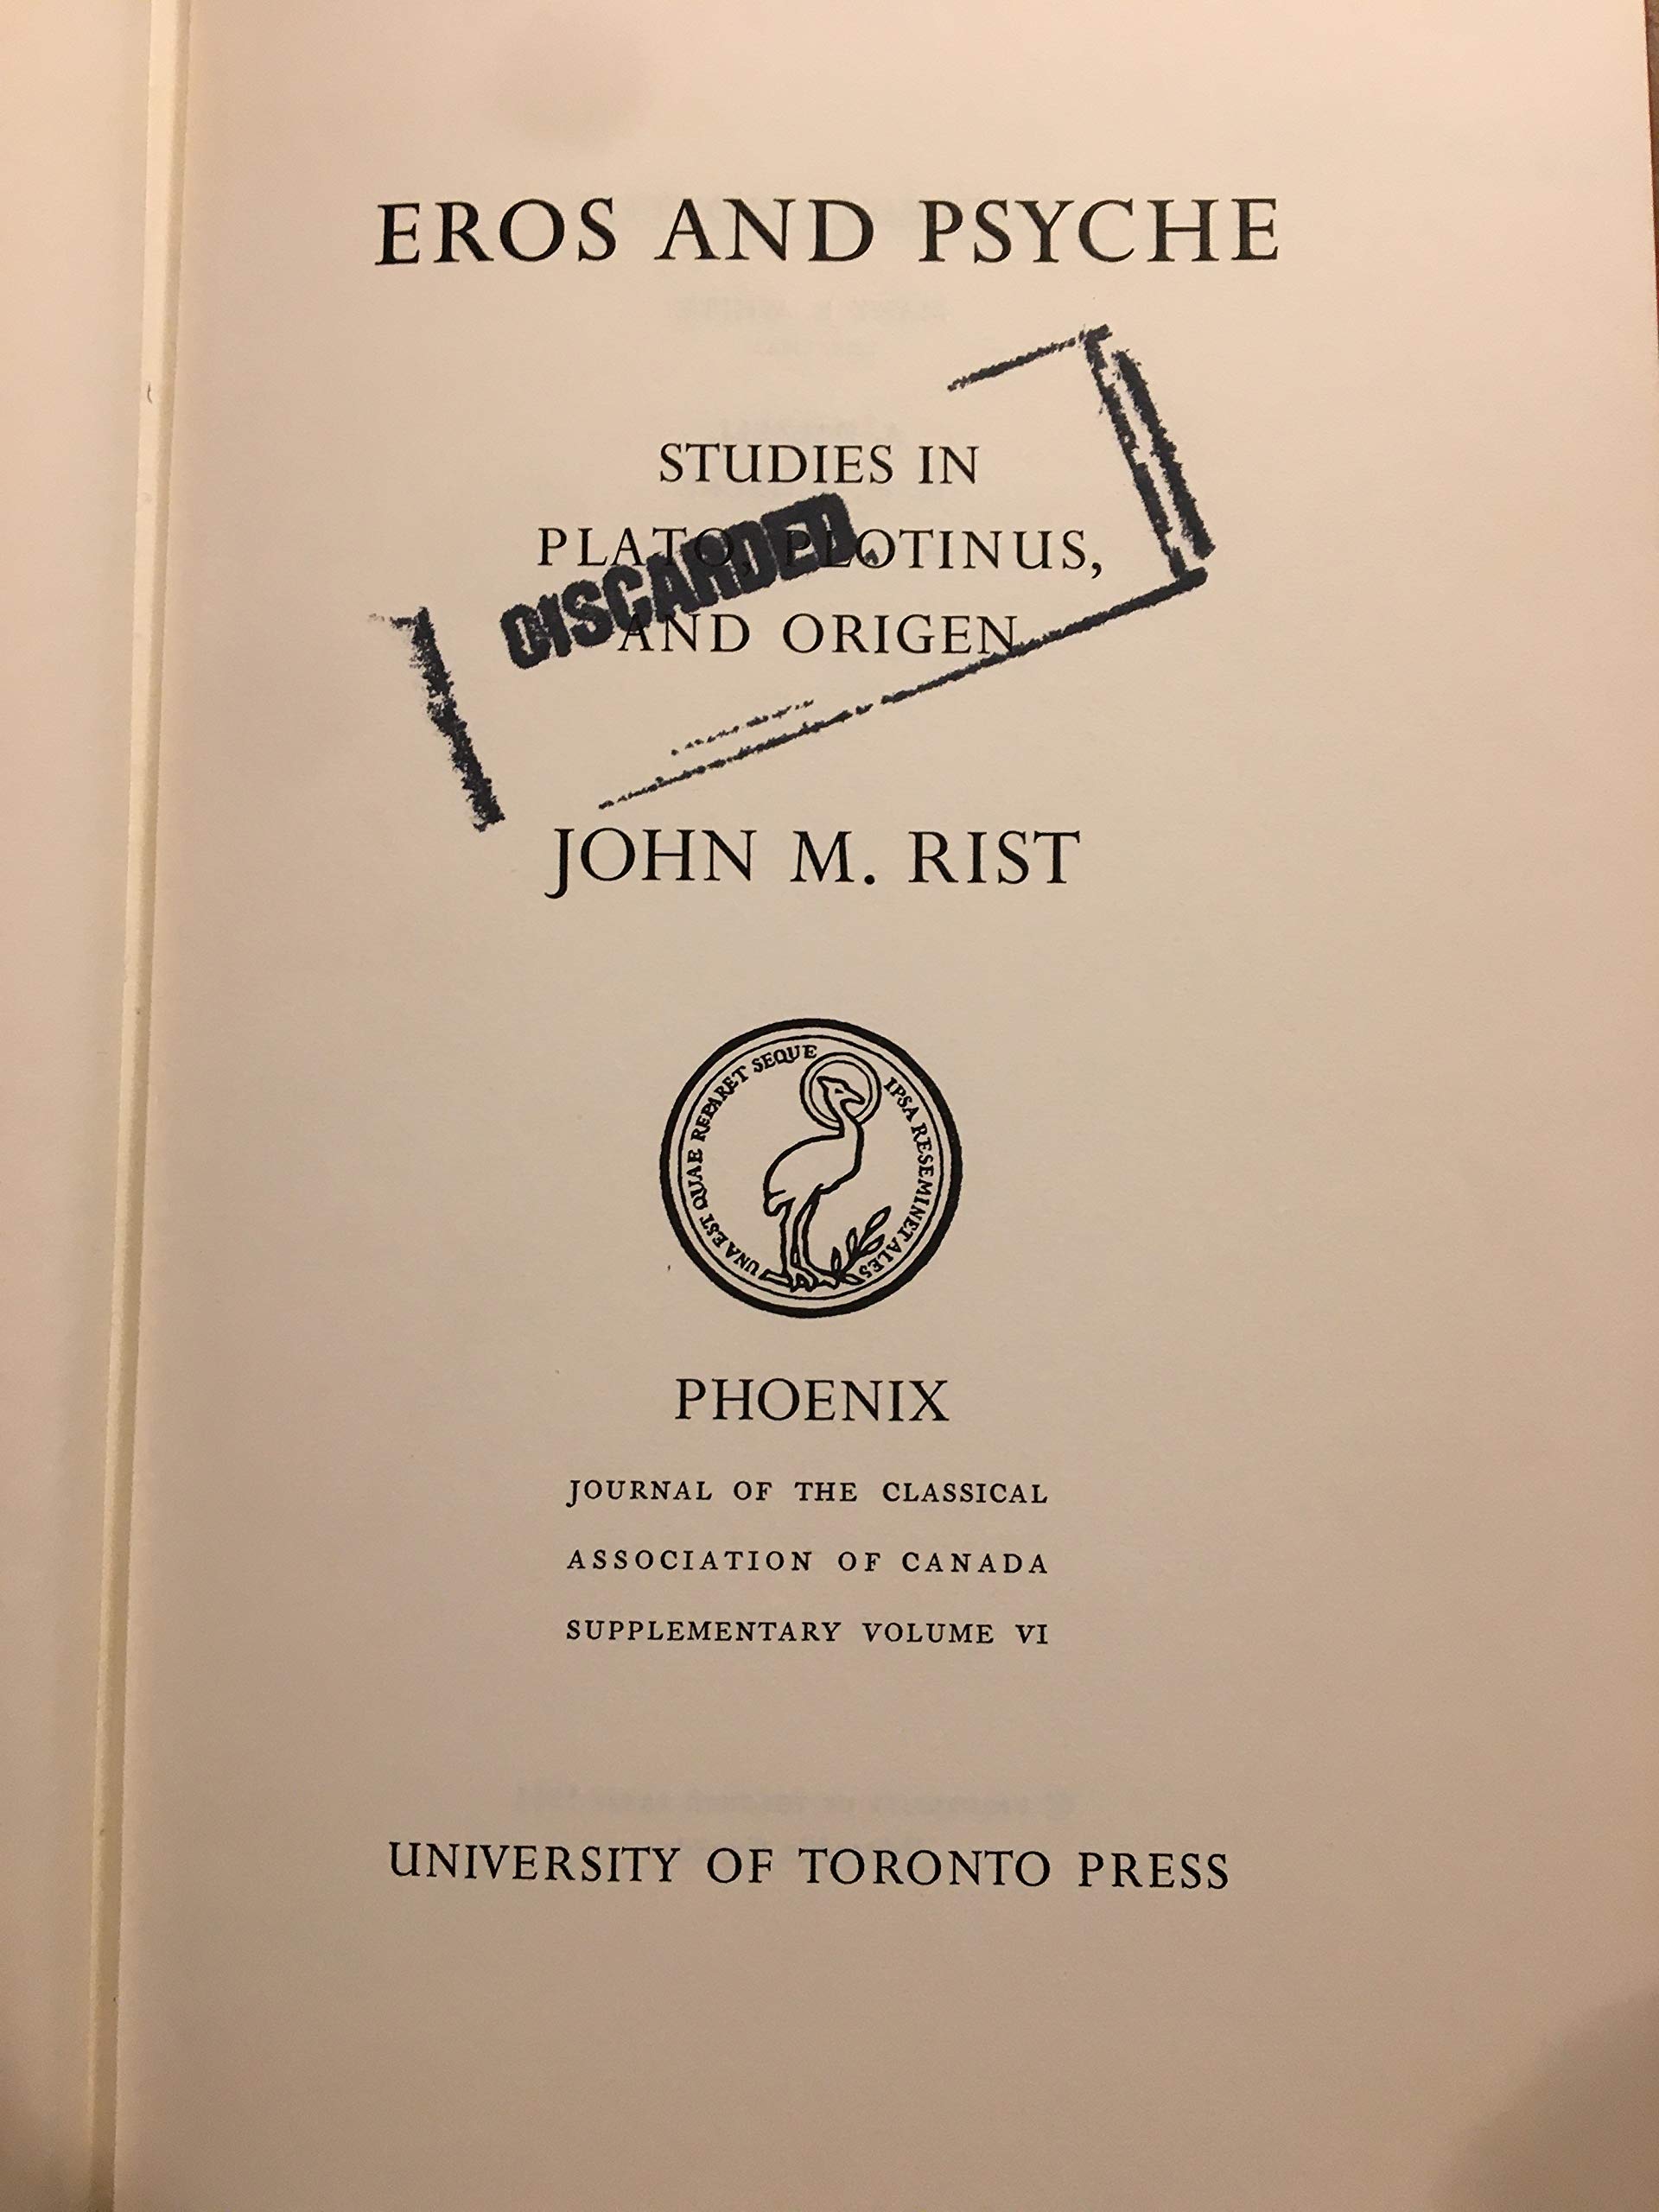 EROS AND PSYCHE
STUDIES IN
PLATO, PLOTINUS,
DISCARDED
AND ORIGEN
JOHN M. RIST
UNA EST QUAE REPARET SEQUE IPSA RESEMINET ALES
PHOENIX
JOURNAL OF THE CLASSICAL
ASSOCIATION OF CANADA
SUPPLEMENTARY VOLUME VI
UNIVERSITY OF TORONTO PRESS